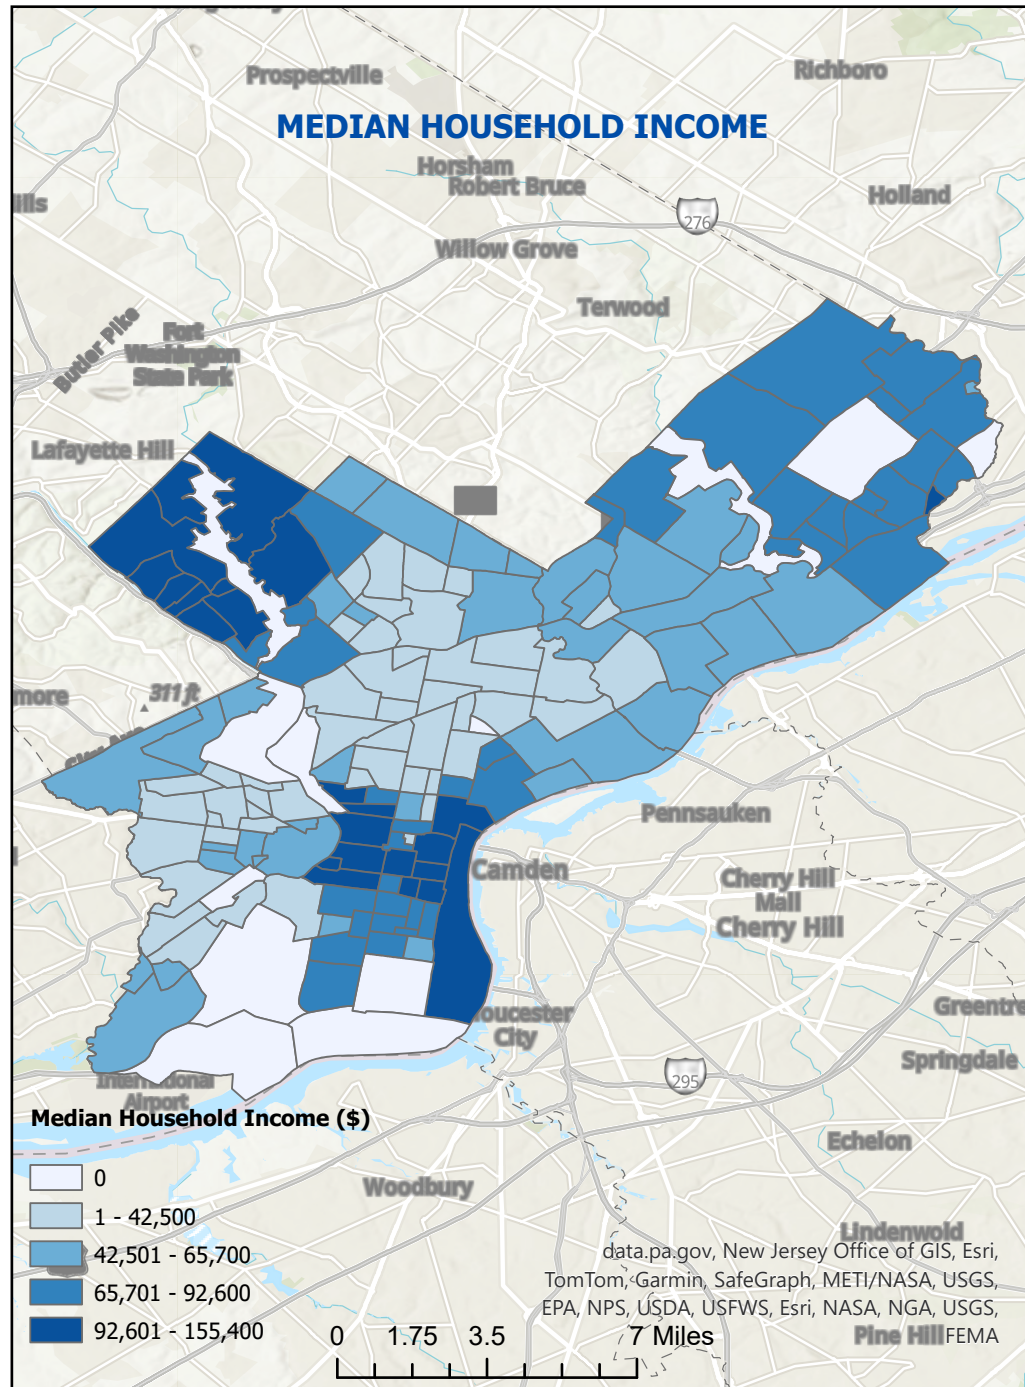 Prospectville
Richboro
MEDIAN HOUSEHOLD INCOME
Horsham
Robert Bruce
Holland
ills
276
Willow Grove
Terwood
Butler Pike
Fort
Washington
State Park
Lafayette Hill
more
311 ft
Pennsauken
Camden
Cherry Hill
Mall
Cherry Hill
oucester
City
Greentre
Springdale
295
International
Airport
Median Household Income ($)
Echelon
0
Woodbury
1 - 42,500
Lindenwold
42,501 - 65,700
65,701 - 92,600
92,601 - 155,400
data.pa.gov, New Jersey Office of GIS, Esri,
TomTom, Garmin, SafeGraph, METI/NASA, USGS,
EPA, NPS, USDA, USFWS, Esri, NASA, NGA, USGS,
Pine Hill FEMA
0 1.75 3.5 7 Miles